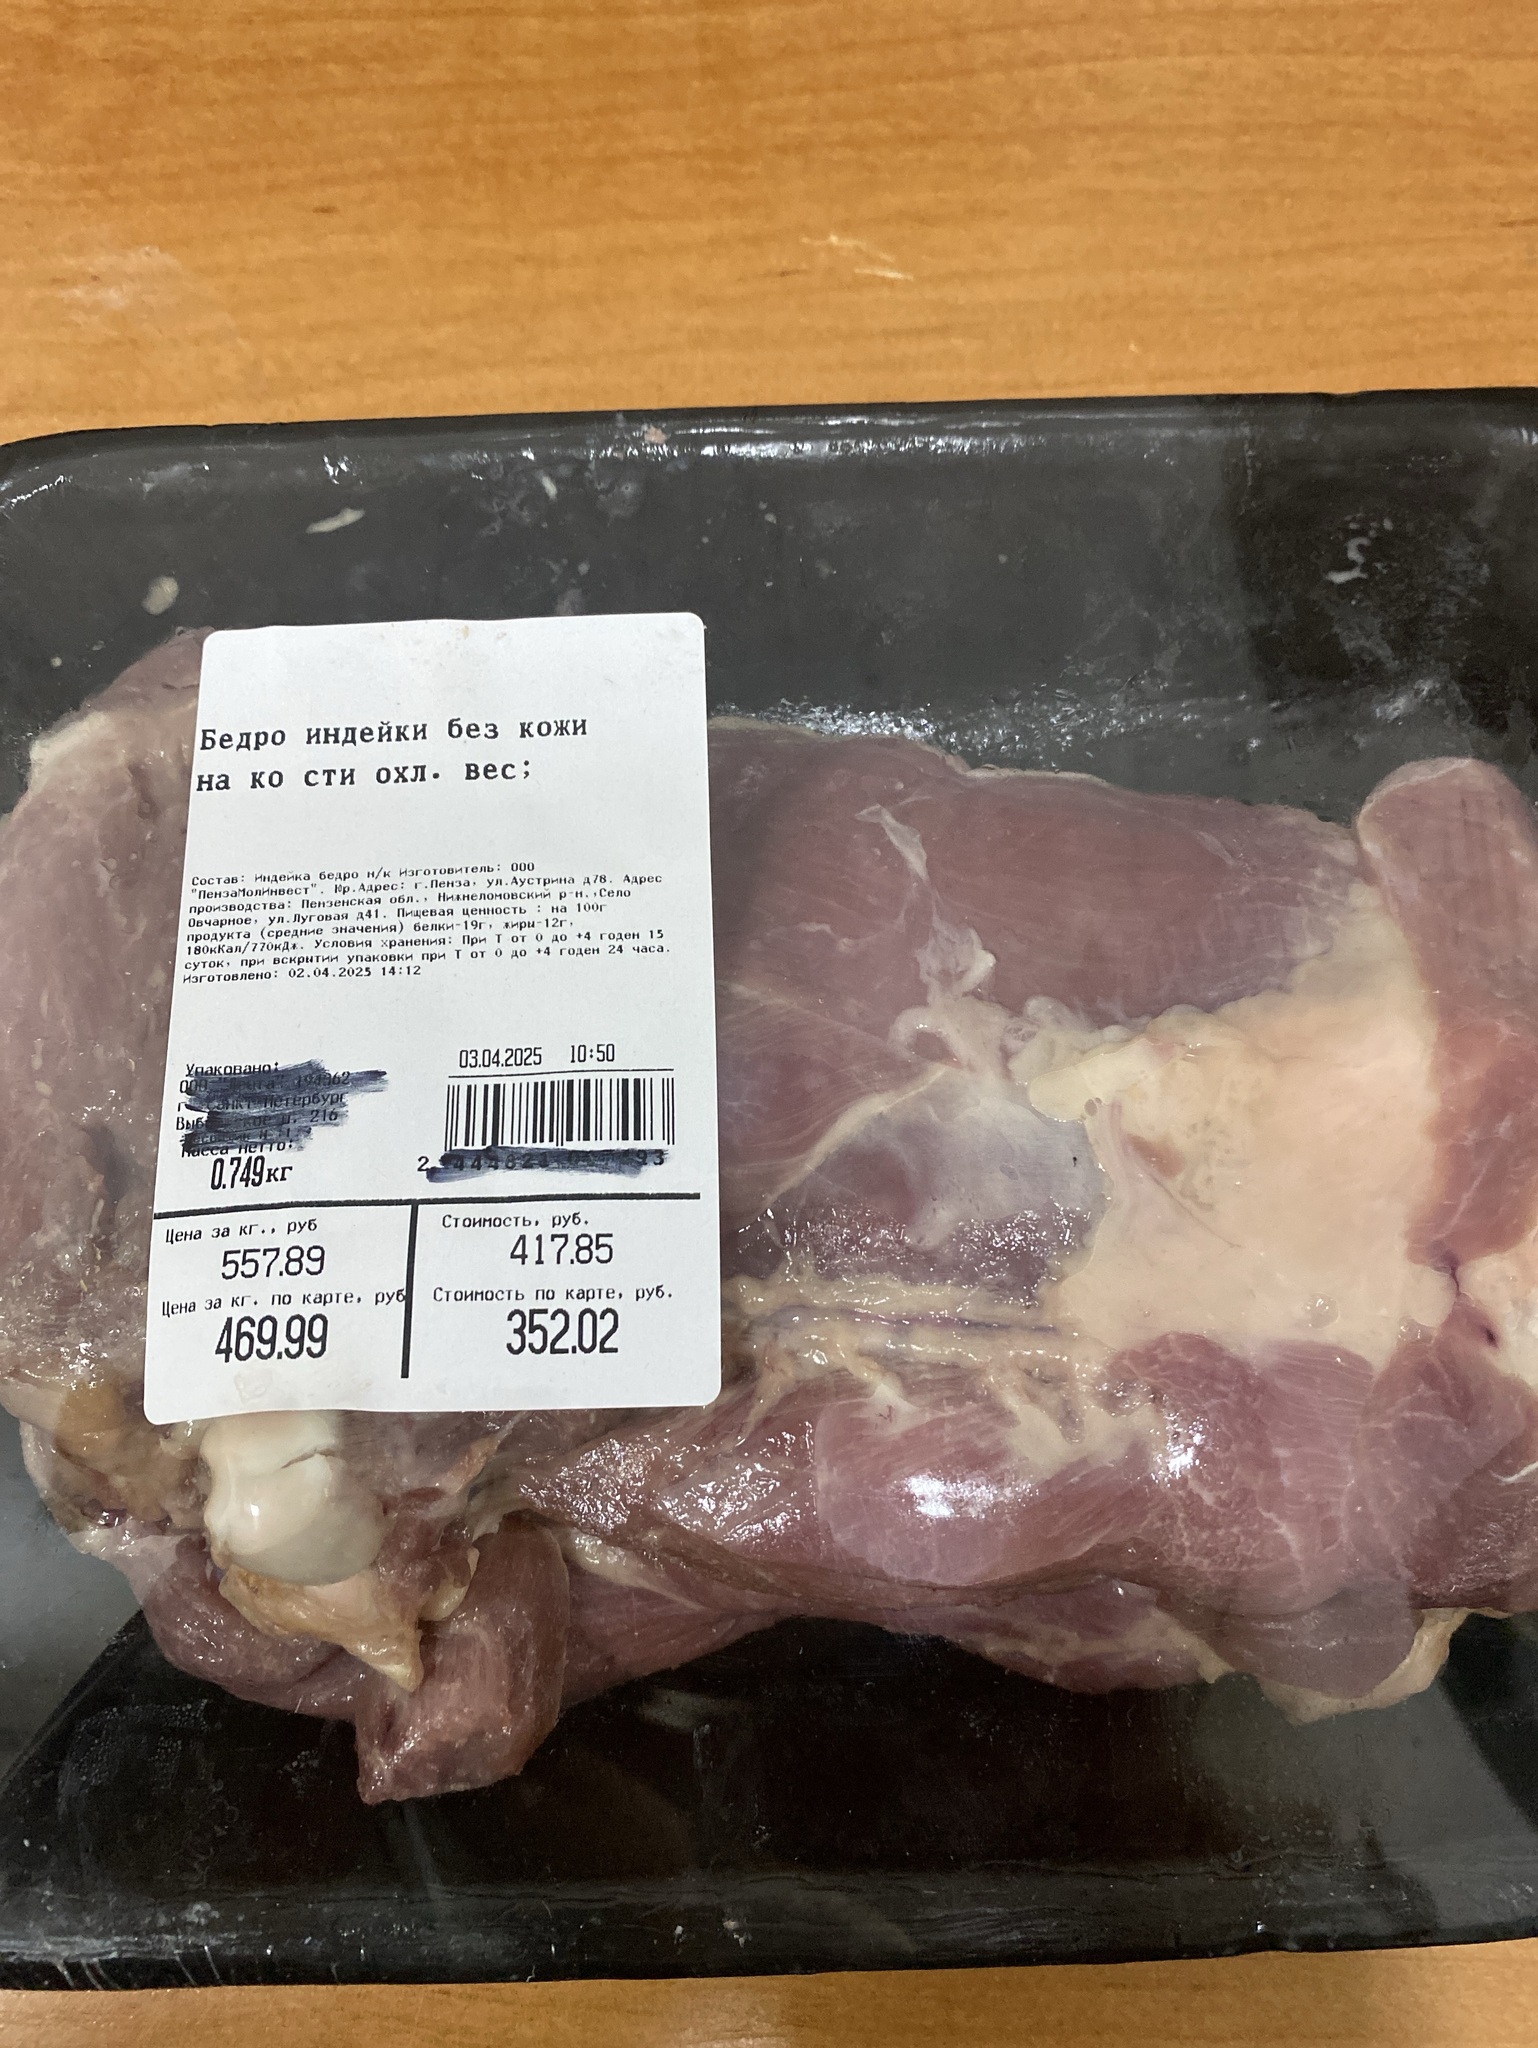 Бедро индейки без кожи
на ко сти охл. вес;
Состав: Индейка бедро н/к Изготовитель: ООО
"ПензаМолИнвест". Юр.Адрес: г.Пенза, ул.Аустрина д78. Адрес
производства: Пензенская обл., Нижнеломовский р-н.,Село
Овчарное, ул.Луговая д41. Пищевая ценность : на 100г
продукта (средние значения) белки-19г, жиры-12г,
180кКал/770кДж. Условия хранения: При Т от 0 до +4 годен 15
суток, при вскрытии упаковки при Т от 0 до +4 годен 24 часа.
Изготовлено: 02.04.2025 14:12
03.04.2025 10:50
Упаковано:
ООО
216
Масса нетто:
0.749кг
Цена за кг., руб
557.89
Цена за кг. по карте, руб
469.99
Стоимость, руб.
417.85
Стоимость по карте, руб.
352.02